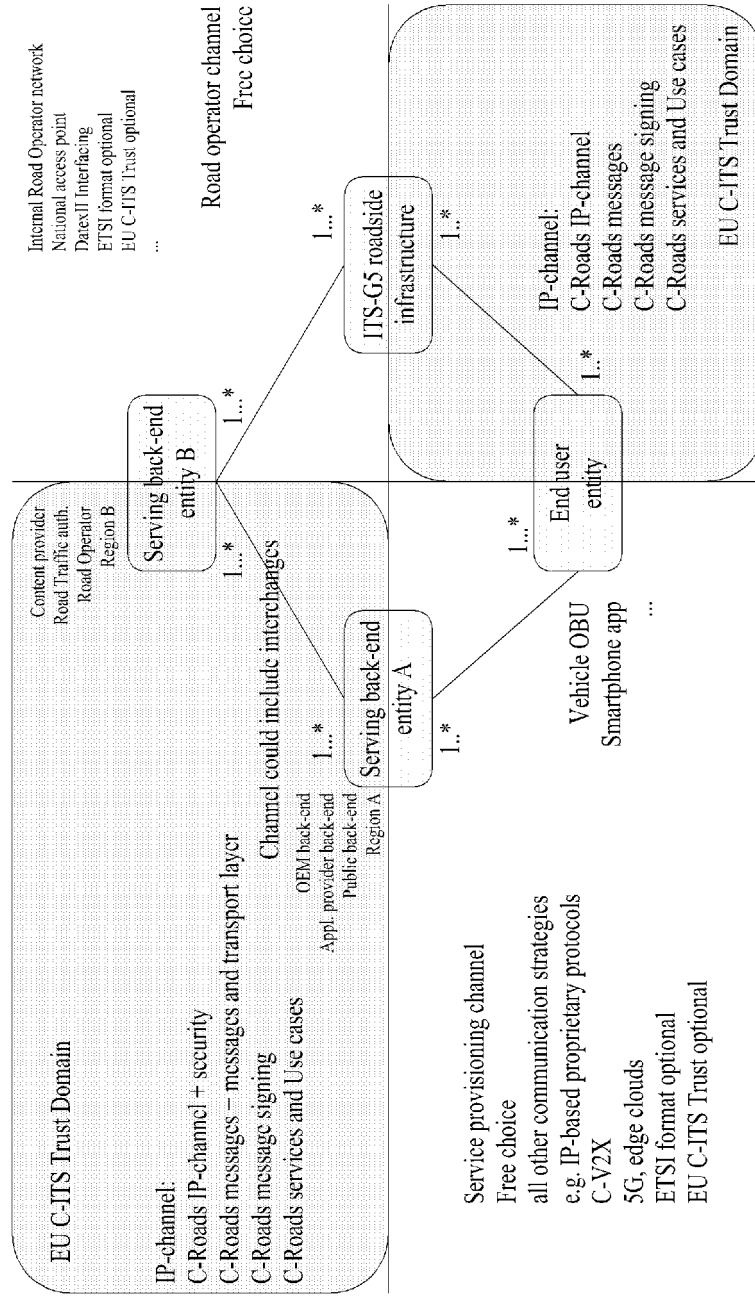 EU C-ITS Trust Domain
IP-channel:
C-Roads IP-channel + security
C-Roads messages – messages and transport layer
C-Roads message signing
C-Roads services and Use cases
Channel could include interchanges
Content provider
Road Traffic auth.
Road Operator
Region B
Serving back-end
entity B
1...*
1...*
Internal Road Operator network
National access point
DatexII Interfacing
ETSI format optional
EU C-ITS Trust optional
...
Road operator channel
Free choice
OEM back-end
Appl. provider back-end
Public back-end
Region A
1...*
Serving back-end
entity A
1..*
1...*
ITS-G5 roadside
infrastructure
1..*
Service provisioning channel
Free choice
all other communication strategies
e.g. IP-based proprietary protocols
C-V2X
5G, edge clouds
ETSI format optional
EU C-ITS Trust optional
Vehicle OBU
Smartphone app
...
1...*
End user
entity
1...*
IP-channel:
C-Roads IP-channel
C-Roads messages
C-Roads message signing
C-Roads services and Use cases
EU C-ITS Trust Domain